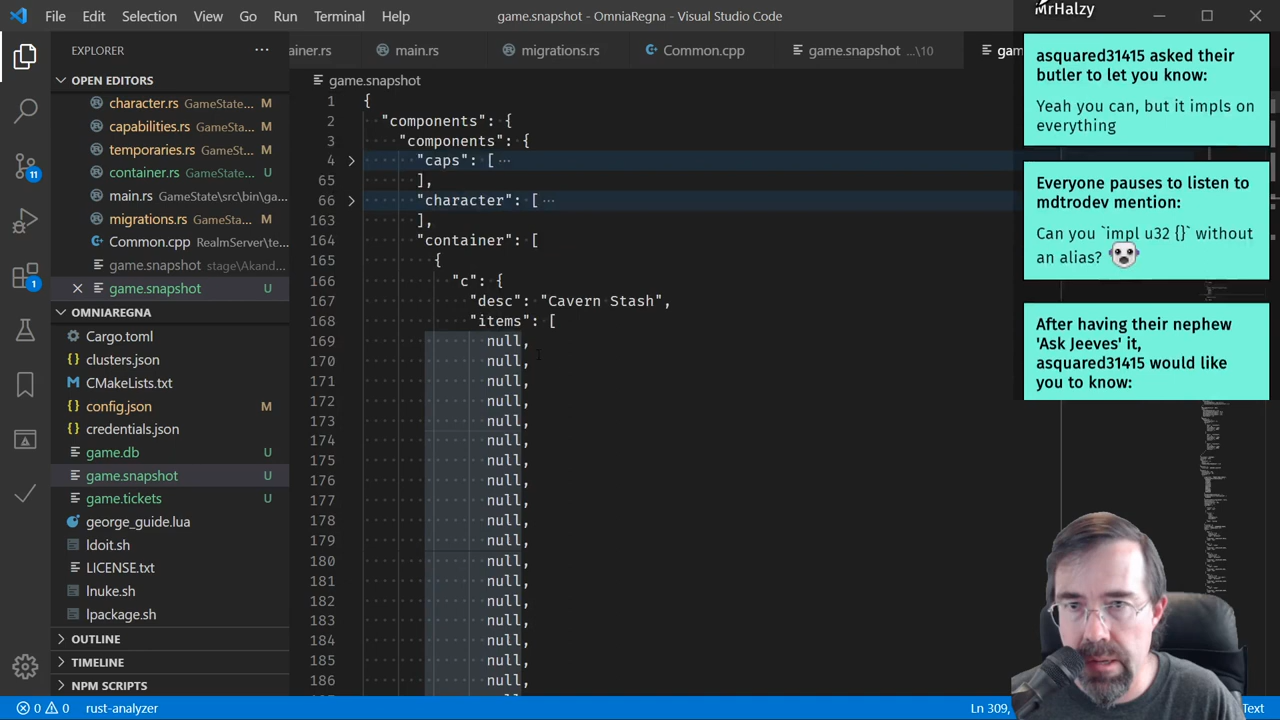 File Edit Selection View Go Run Terminal Help
game.snapshot - OmniaRegna - Visual Studio Code
MrHalzy
EXPLORER
OPEN EDITORS
character.rs GameState... M
capabilities.rs GameSta... M
temporaries.rs GameSta... M
container.rs GameState... U
main.rs GameState\src\bin\ga...
migrations.rs GameState... M
Common.cpp RealmServer\te...
game.snapshot stage\Akand...
game.snapshot U
OMNIAREGNA
Cargo.toml
clusters.json
CMakeLists.txt
config.json M
credentials.json
game.db U
game.snapshot U
game.tickets U
george_guide.lua
ldoit.sh
LICENSE.txt
lnuke.sh
lpackage.sh
OUTLINE
TIMELINE
NPM SCRIPTS
11
1
ainer.rs
main.rs
migrations.rs
Common.cpp
game.snapshot ...\10
gam
game.snapshot
1 {
2 "components": {
3 "components": {
4 "caps": [ ...
65 ],
66 "character": [ ...
163 ],
164 "container": [
165 {
166 "c": {
167 "desc": "Cavern Stash",
168 "items": [
169 null,
170 null,
171 null,
172 null,
173 null,
174 null,
175 null,
176 null,
177 null,
178 null,
179 null,
180 null,
181 null,
182 null,
183 null,
184 null,
185 null,
186 null,
asquared31415 asked their
butler to let you know:
Yeah you can, but it impls on
everything
Everyone pauses to listen to
mdtrodev mention:
Can you `impl u32 {}` without
an alias?
After having their nephew
'Ask Jeeves' it,
asquared31415 would like
you to know:
0 0 rust-analyzer
Ln 309,
Text